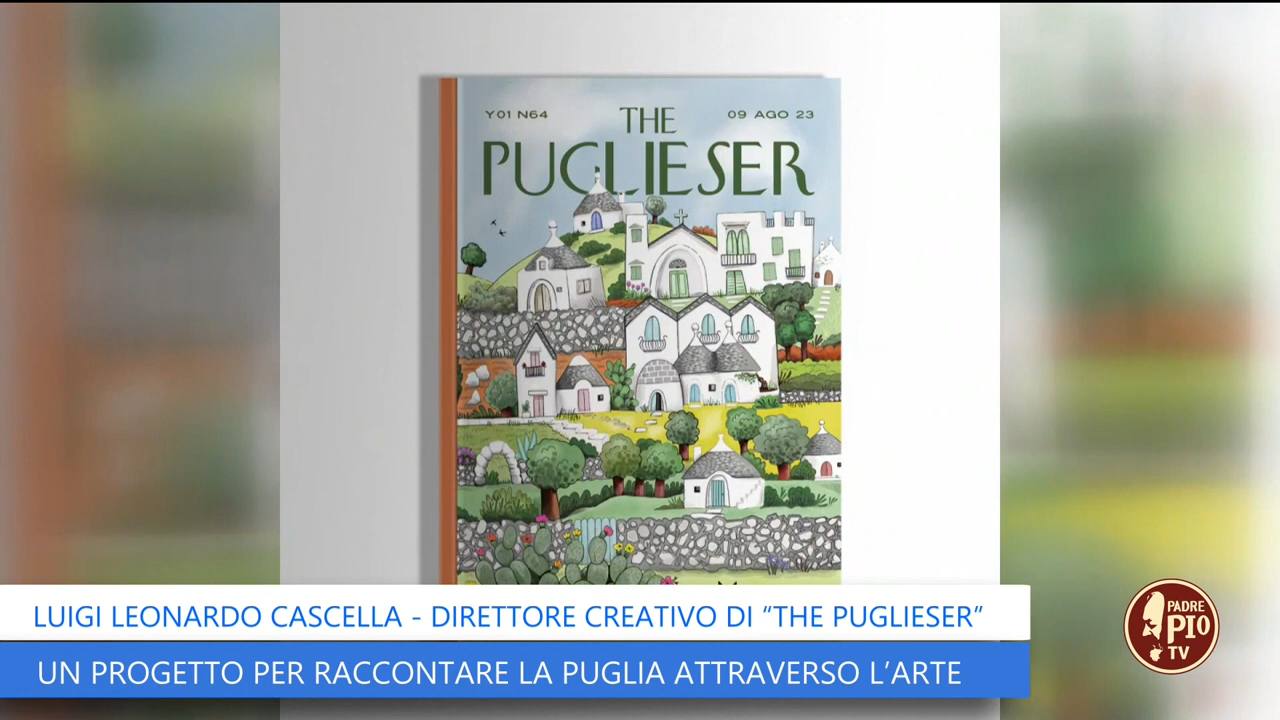 Y01 N64
THE
09 AGO 23
PUGLIESER
LUIGI LEONARDO CASCELLA - DIRETTORE CREATIVO DI “THE PUGLIESER”
UN PROGETTO PER RACCONTARE LA PUGLIA ATTRAVERSO L’ARTE
PADRE
PIO
TV